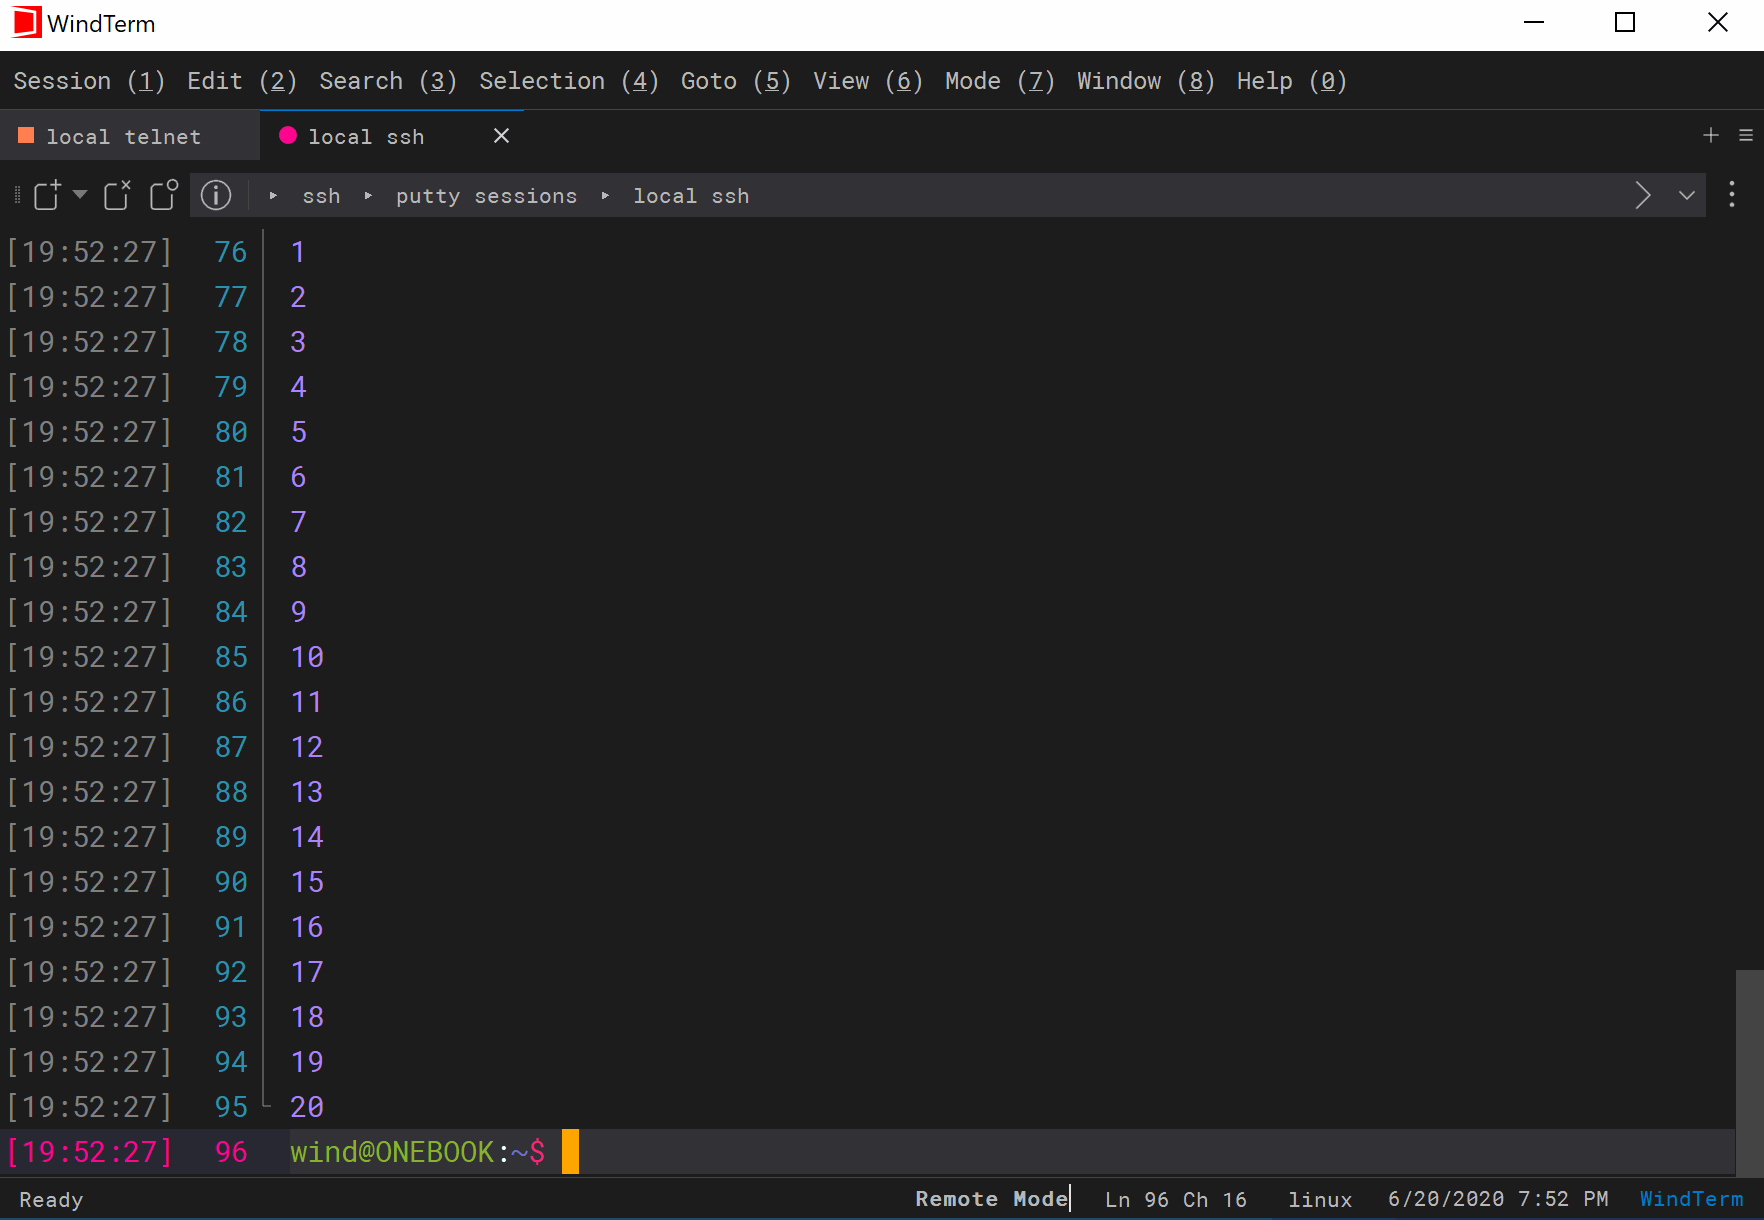 WindTerm
Session (1) Edit (2) Search (3) Selection (4) Goto (5) View (6) Mode (7) Window (8) Help (0)
local telnet local ssh
ssh putty sessions local ssh
[19:52:27] 76 1
[19:52:27] 77 2
[19:52:27] 78 3
[19:52:27] 79 4
[19:52:27] 80 5
[19:52:27] 81 6
[19:52:27] 82 7
[19:52:27] 83 8
[19:52:27] 84 9
[19:52:27] 85 10
[19:52:27] 86 11
[19:52:27] 87 12
[19:52:27] 88 13
[19:52:27] 89 14
[19:52:27] 90 15
[19:52:27] 91 16
[19:52:27] 92 17
[19:52:27] 93 18
[19:52:27] 94 19
[19:52:27] 95 20
[19:52:27] 96 wind@ONEBOOK:~$
Ready Remote Mode Ln 96 Ch 16 linux 6/20/2020 7:52 PM WindTerm